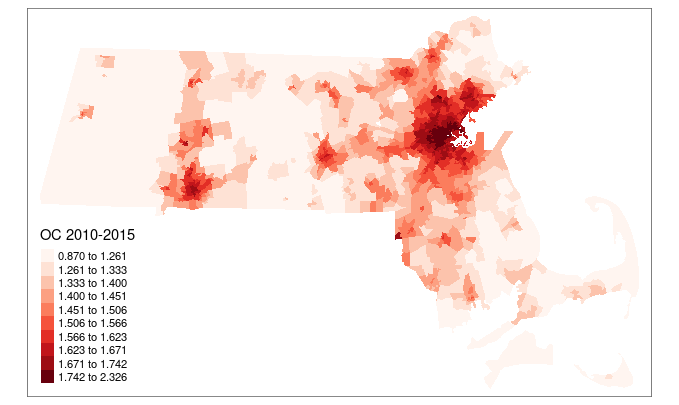 OC 2010-2015
0.870 to 1.261
1.261 to 1.333
1.333 to 1.400
1.400 to 1.451
1.451 to 1.506
1.506 to 1.566
1.566 to 1.623
1.623 to 1.671
1.671 to 1.742
1.742 to 2.326